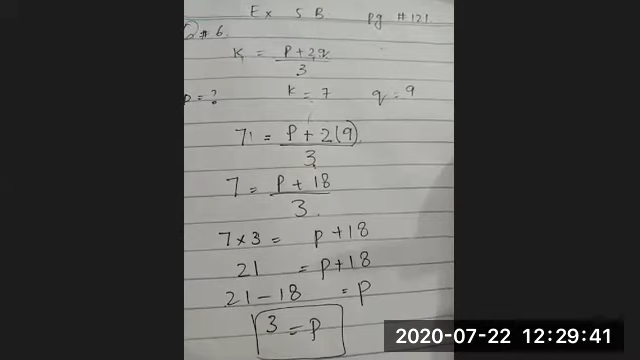 Ex 5B pg #121
Q#6
K = p+2q
3
p=? K=7 q=9
7 = p+2(9)
3
7 = p+18
3
7×3 = p+18
21 = p+18
21-18 = p
3 = p
2020-07-22 12:29:41